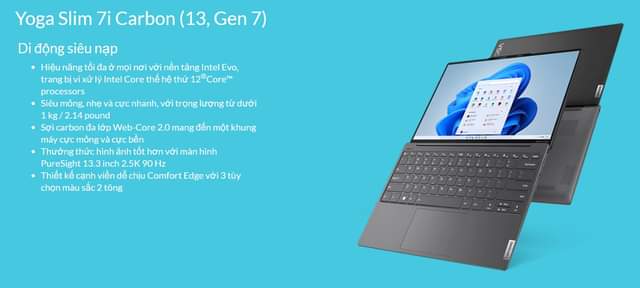 Yoga Slim 7i Carbon (13, Gen 7)
Di động siêu nạp
• Hiệu năng tối đa ở mọi nơi với nền tảng Intel Evo,
trang bị vi xử lý Intel Core thế hệ thứ 12®Core™
processors
• Siêu mỏng, nhẹ và cực nhanh, với trọng lượng từ dưới
1 kg / 2.14 pound
• Sợi carbon đa lớp Web-Core 2.0 mang đến một khung
máy cực mỏng và cực bền
• Thưởng thức hình ảnh tốt hơn với màn hình
PureSight 13.3 inch 2.5K 90 Hz
• Thiết kế cạnh viền dễ chịu Comfort Edge với 3 tùy
chọn màu sắc 2 tông
YOGA
Lenovo
Lenovo